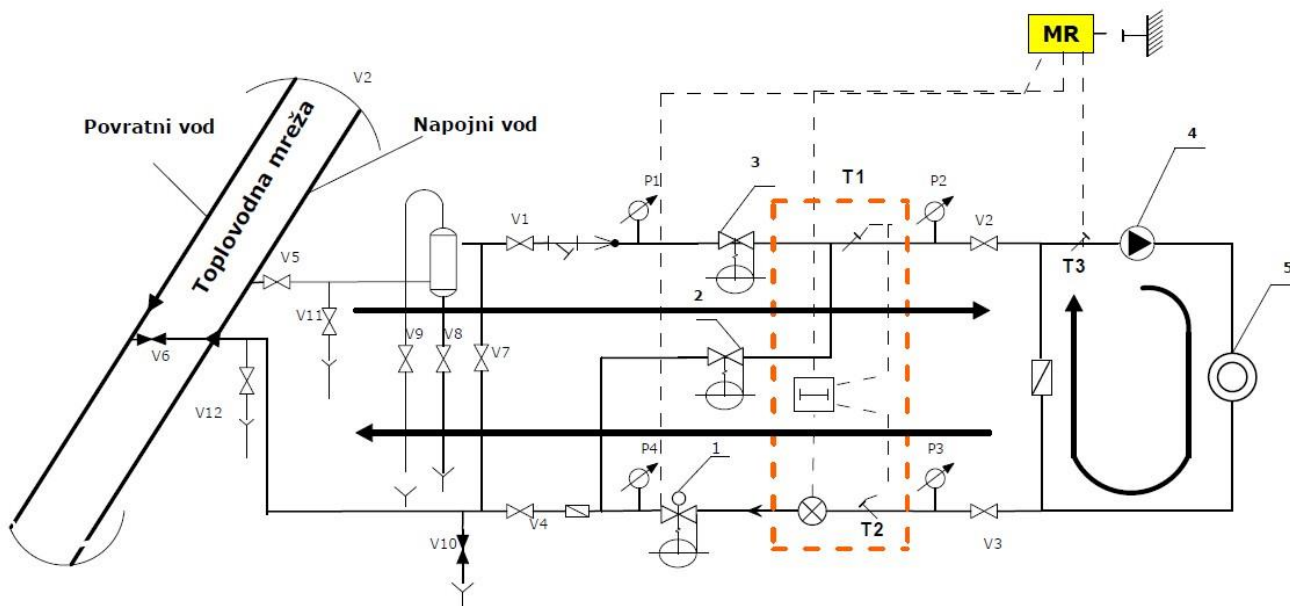 MR
V2
Povratni vod
Napojni vod
Toplovodna mreža
4
3
T1
P1
P2
V1
V2
T3
5
V5
V11
V9
V8
V7
2
V6
V12
P4
1
P3
V4
T2
V3
V10